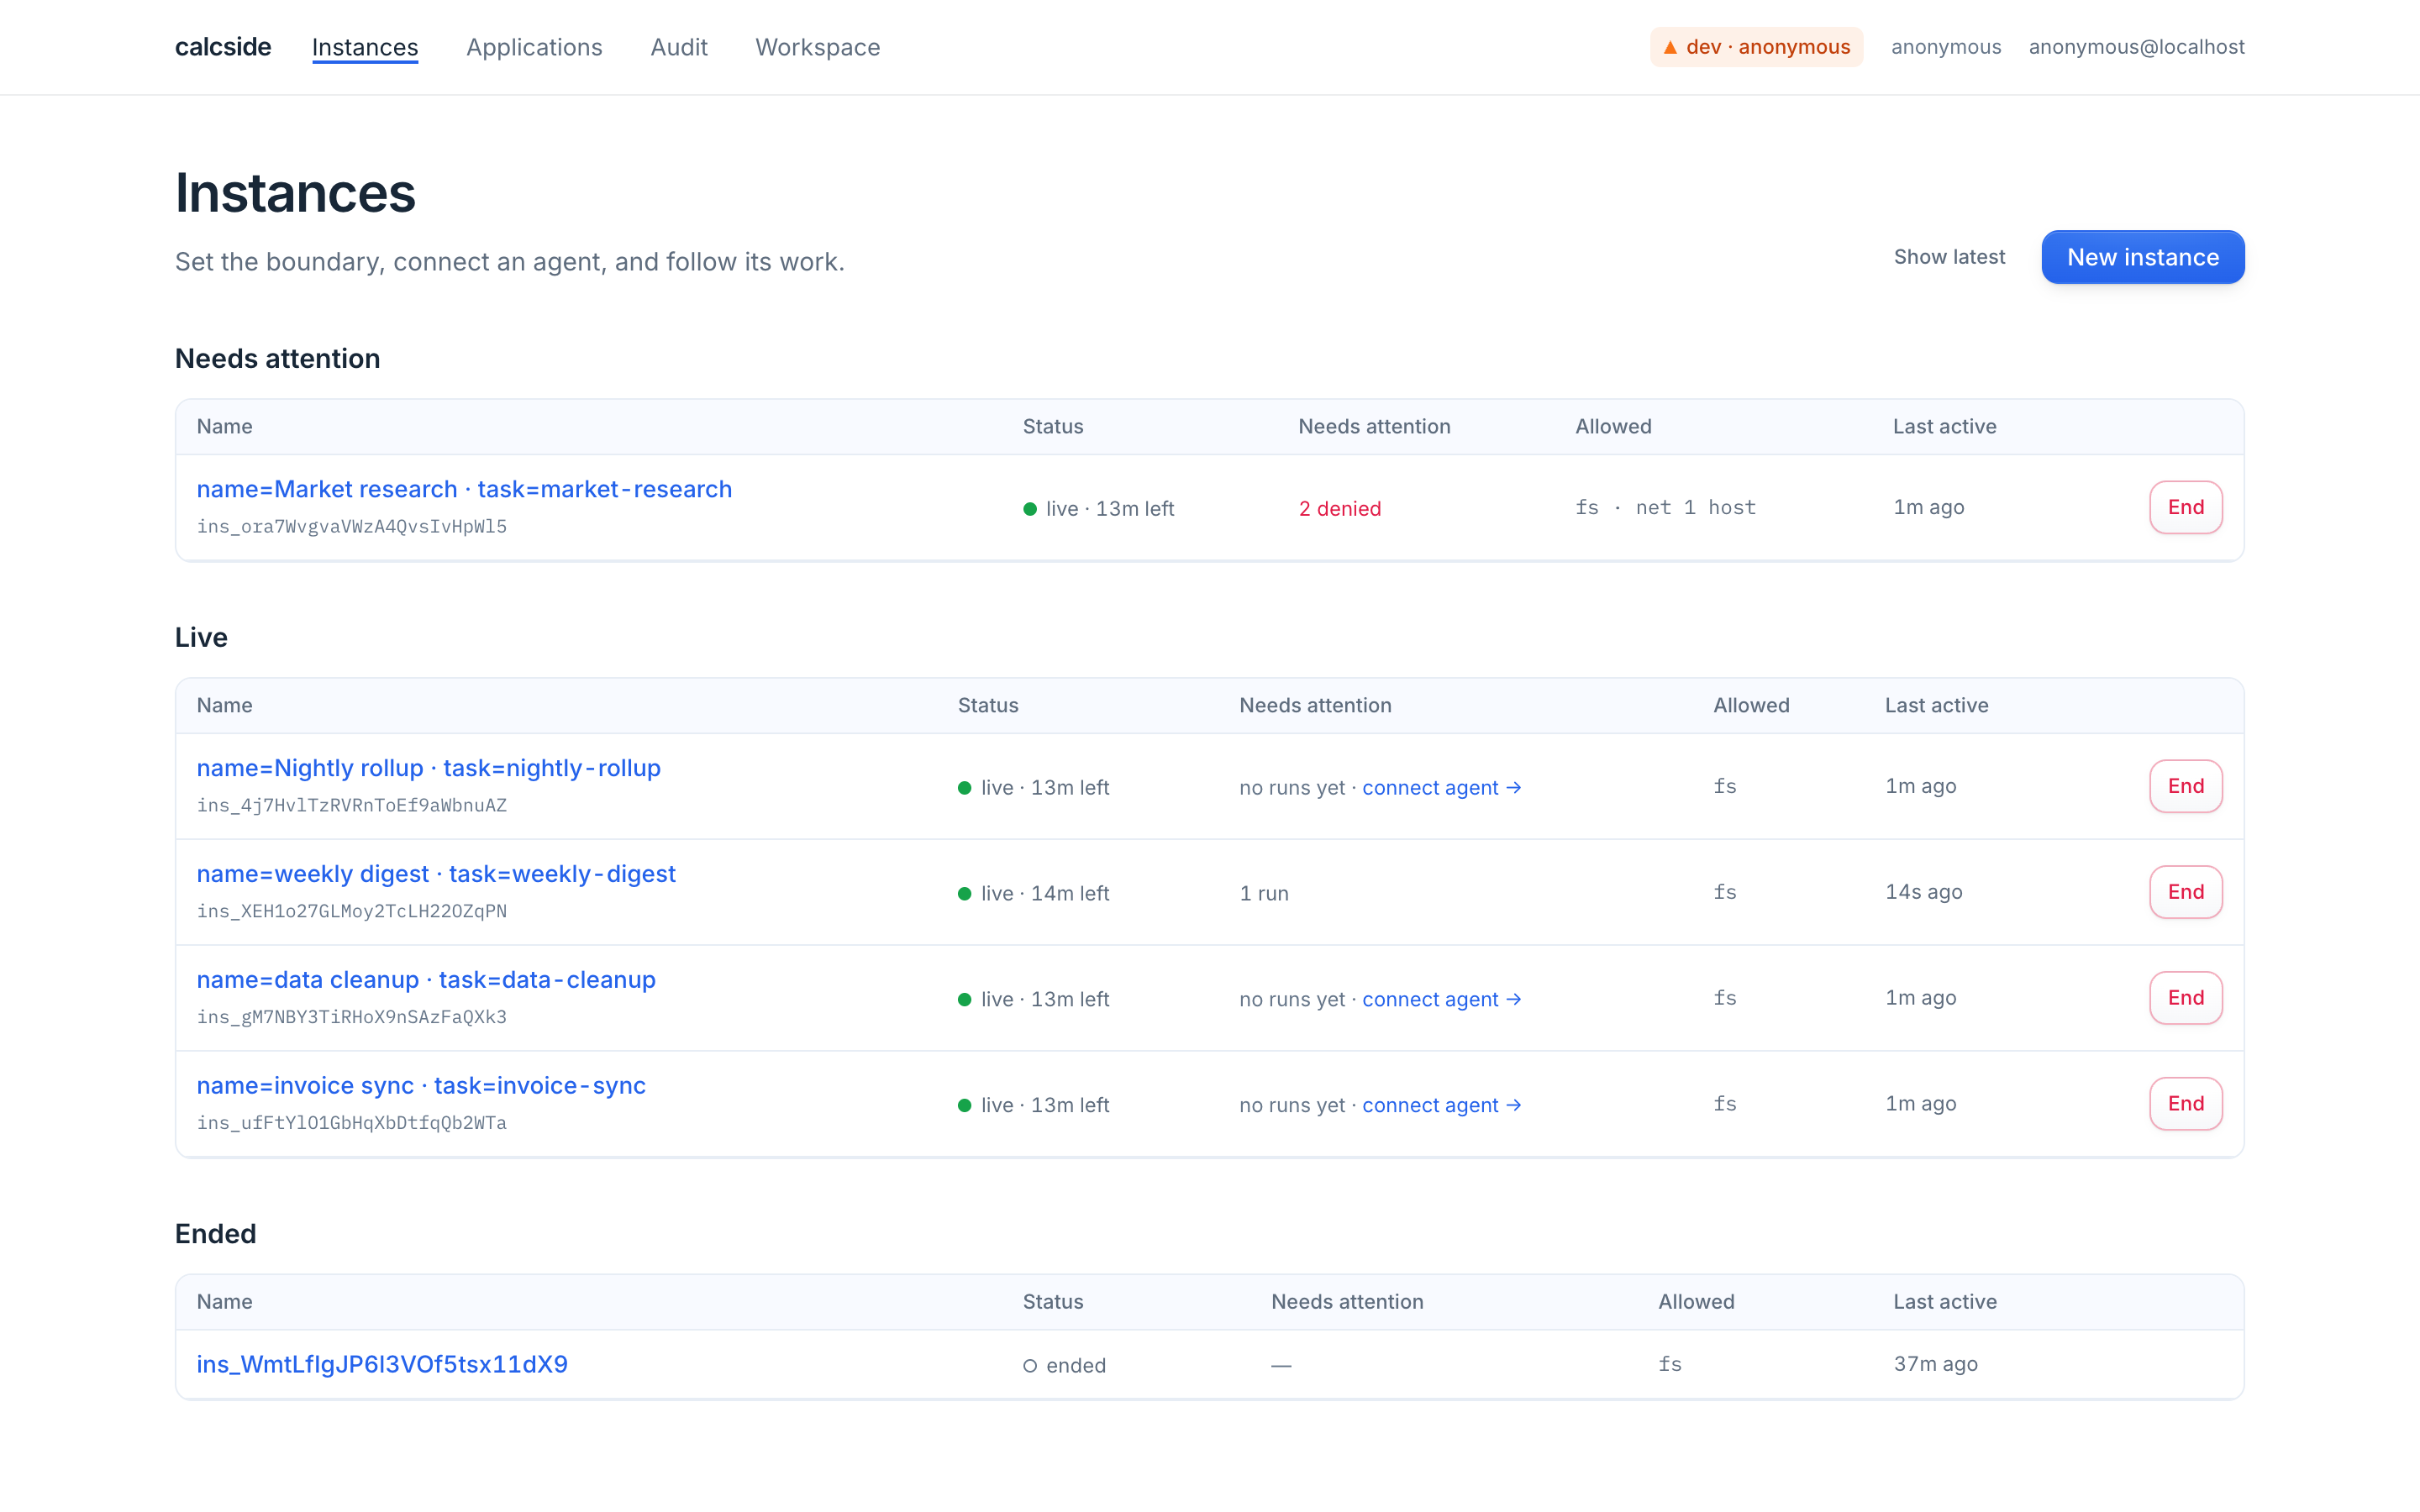 calcside Instances Applications Audit Workspace ▲ dev · anonymous anonymous anonymous@localhost
Instances
Set the boundary, connect an agent, and follow its work. Show latest New instance
Needs attention
Name Status Needs attention Allowed Last active
name=Market research · task=market-research
live · 13m left 2 denied fs · net 1 host 1m ago End
ins_ora7WvgvaVWzA4QvsIvHpWl5
Live
Name Status Needs attention Allowed Last active
name=Nightly rollup · task=nightly-rollup
live · 13m left no runs yet · connect agent → fs 1m ago End
ins_4j7HvlTzRVRnToEf9aWbnuAZ
name=weekly digest · task=weekly-digest
live · 14m left 1 run fs 14s ago End
ins_XEH1o27GLMoy2TcLH22OZqPN
name=data cleanup · task=data-cleanup
live · 13m left no runs yet · connect agent → fs 1m ago End
ins_gM7NBY3TiRHoX9nSAzFaQXk3
name=invoice sync · task=invoice-sync
live · 13m left no runs yet · connect agent → fs 1m ago End
ins_ufFtYlO1GbHqXbDtfqQb2WTa
Ended
Name Status Needs attention Allowed Last active
ins_WmtLfIgJP6I3VOf5tsx11dX9 ended — fs 37m ago